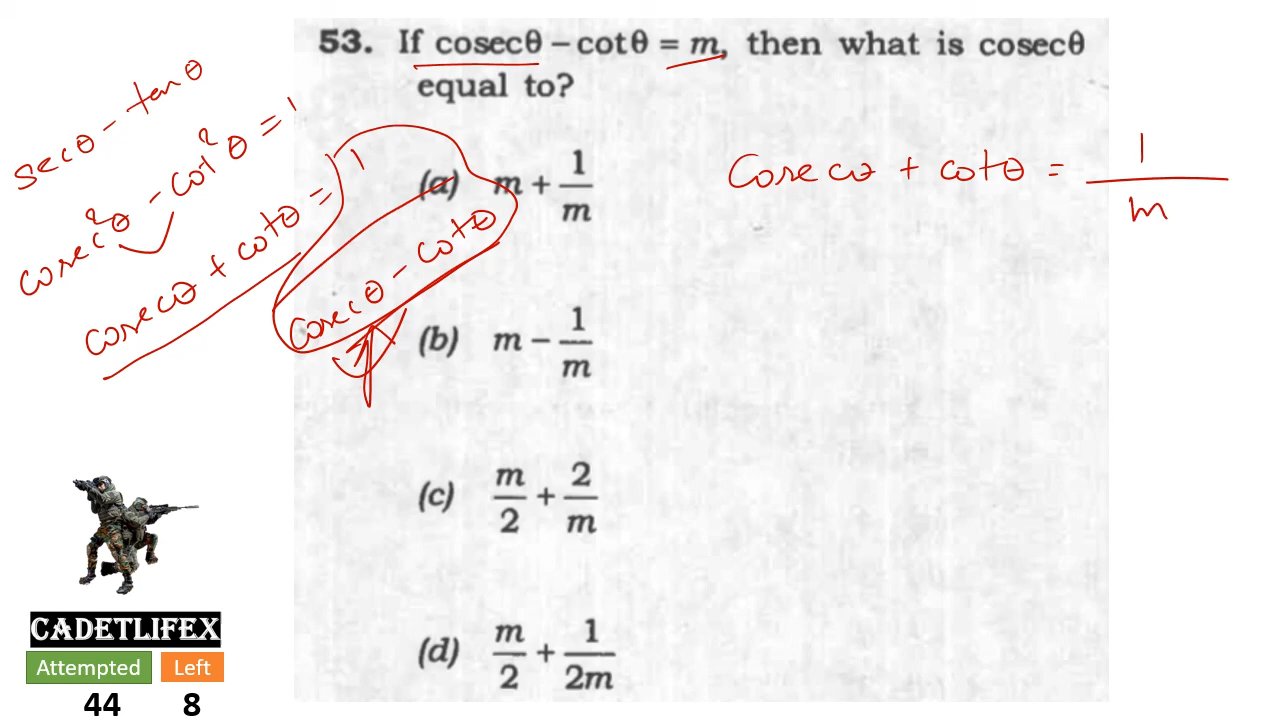 53. If cosecθ – cotθ = m, then what is cosecθ
equal to?
(a) m + 1/m
(b) m – 1/m
(c) m/2 + 2/m
(d) m/2 + 1/2m
secθ - tanθ
cosec²θ - cot²θ = 1
cosecθ + cotθ = 1
cosecθ - cotθ
cosecθ + cotθ = 1/m
CADETLIFEX
Attempted Left
44 8